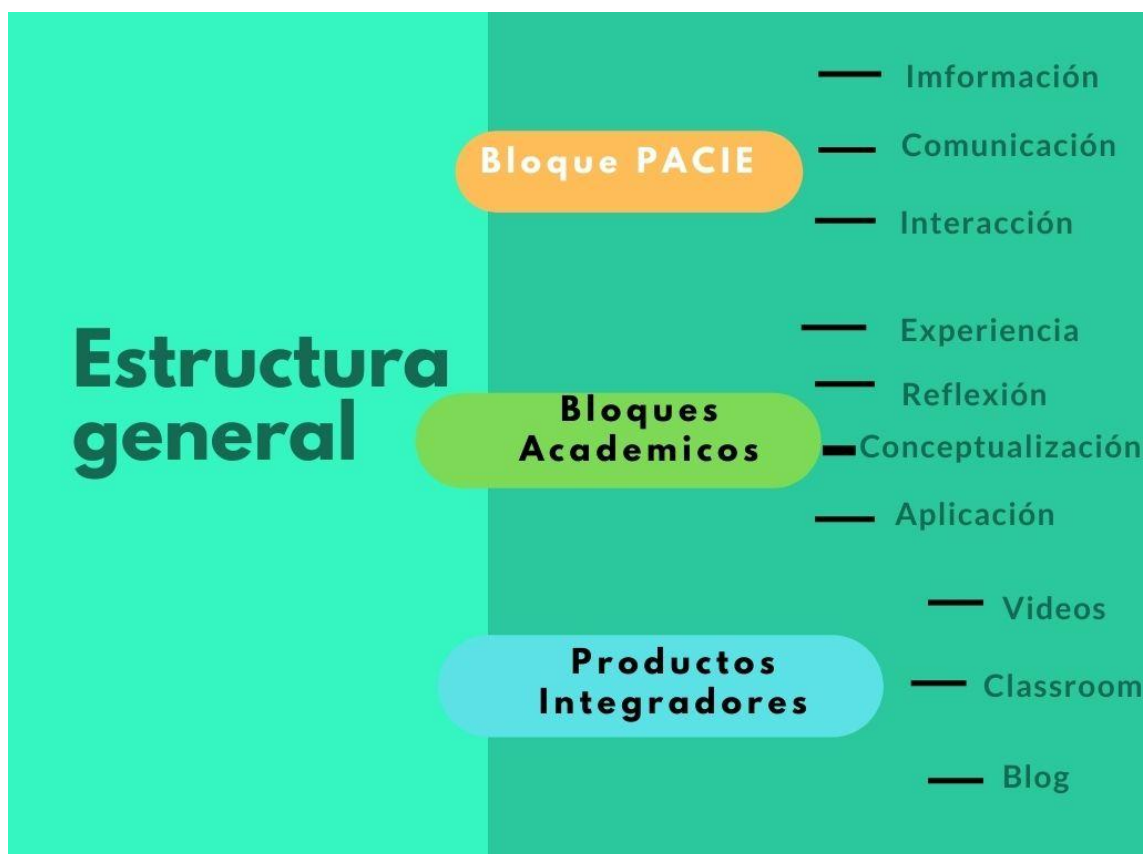 Estructura
general
Bloque PACIE
Imformación
Comunicación
Interacción
Bloques
Academicos
Experiencia
Reflexión
Conceptualización
Aplicación
Productos
Integradores
Videos
Classroom
Blog